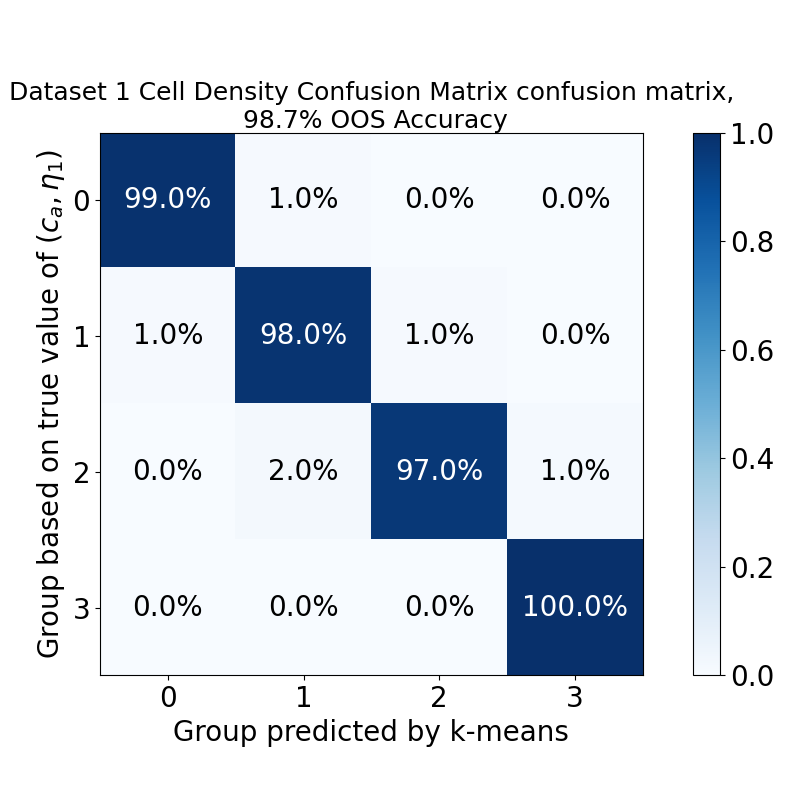 Dataset 1 Cell Density Confusion Matrix confusion matrix,
98.7% OOS Accuracy
Group based on true value of (cₐ, η₁)
0 99.0% 1.0% 0.0% 0.0%
1 1.0% 98.0% 1.0% 0.0%
2 0.0% 2.0% 97.0% 1.0%
3 0.0% 0.0% 0.0% 100.0%
0 1 2 3
Group predicted by k-means
1.0
0.8
0.6
0.4
0.2
0.0